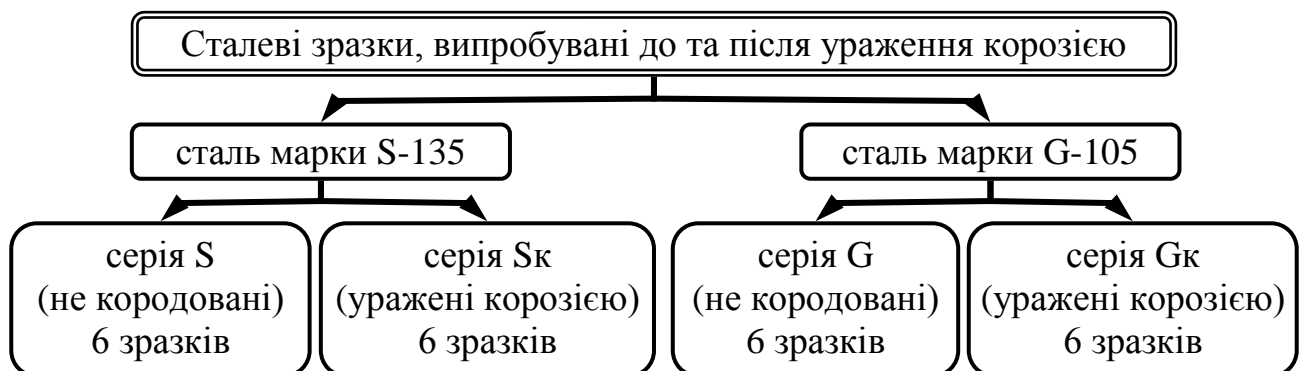 Сталеві зразки, випробувані до та після ураження корозією
сталь марки S-135
сталь марки G-105
серія S
(не кородовані)
6 зразків
серія Sк
(уражені корозією)
6 зразків
серія G
(не кородовані)
6 зразків
серія Gк
(уражені корозією)
6 зразків